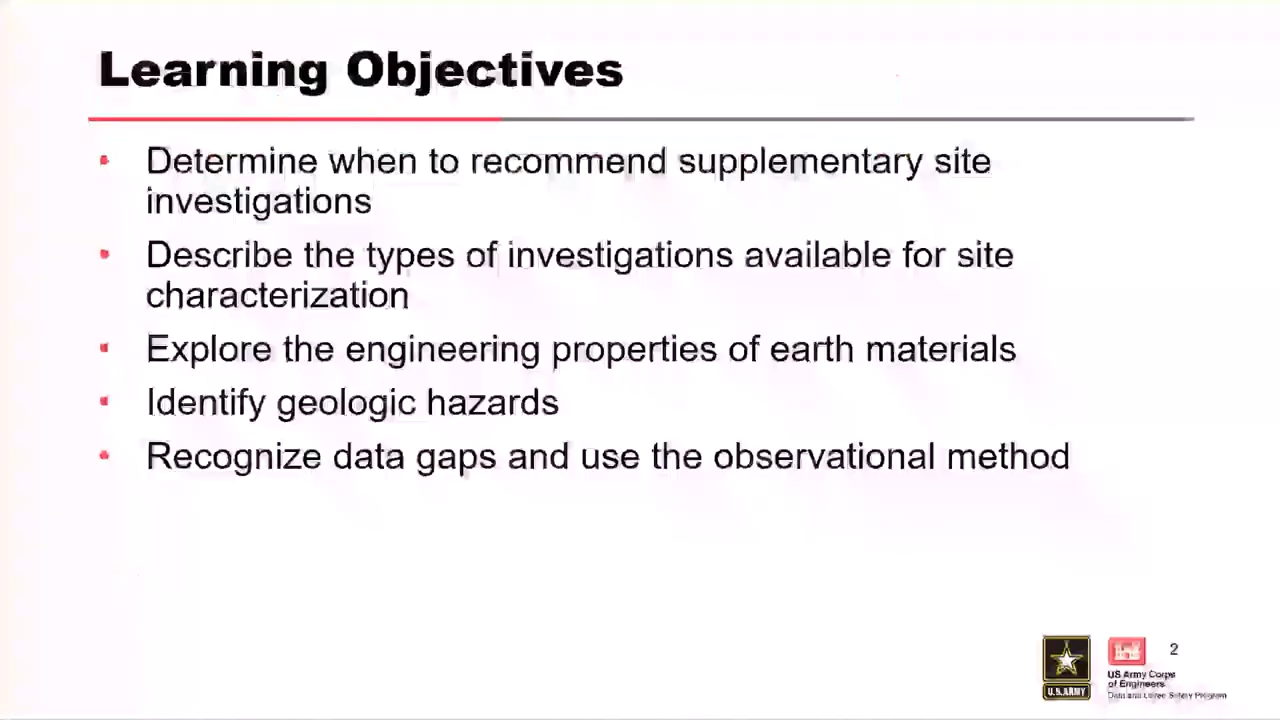 Learning Objectives
• Determine when to recommend supplementary site
investigations
• Describe the types of investigations available for site
characterization
• Explore the engineering properties of earth materials
• Identify geologic hazards
• Recognize data gaps and use the observational method
2
U.S.ARMY
US Army Corps
of Engineers
Safety Program